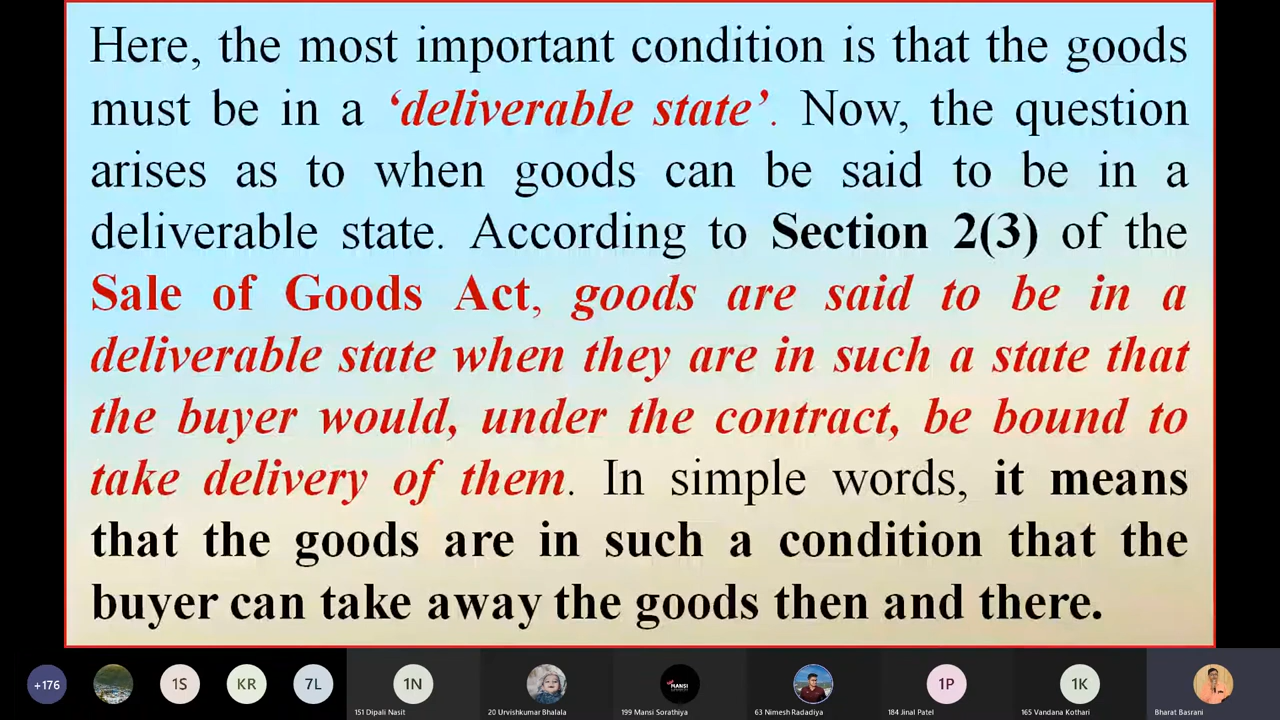 Here, the most important condition is that the goods
must be in a ‘deliverable state’. Now, the question
arises as to when goods can be said to be in a
deliverable state. According to Section 2(3) of the
Sale of Goods Act, goods are said to be in a
deliverable state when they are in such a state that
the buyer would, under the contract, be bound to
take delivery of them. In simple words, it means
that the goods are in such a condition that the
buyer can take away the goods then and there.
+176 1S KR 7L 1N MANSI 1P 1K
151 Dipali Nasit 20 Urvishkumar Bhalala 199 Mansi Sorathiya 63 Nimesh Radadiya 184 Jinal Patel 165 Vandana Kothari Bharat Basrani